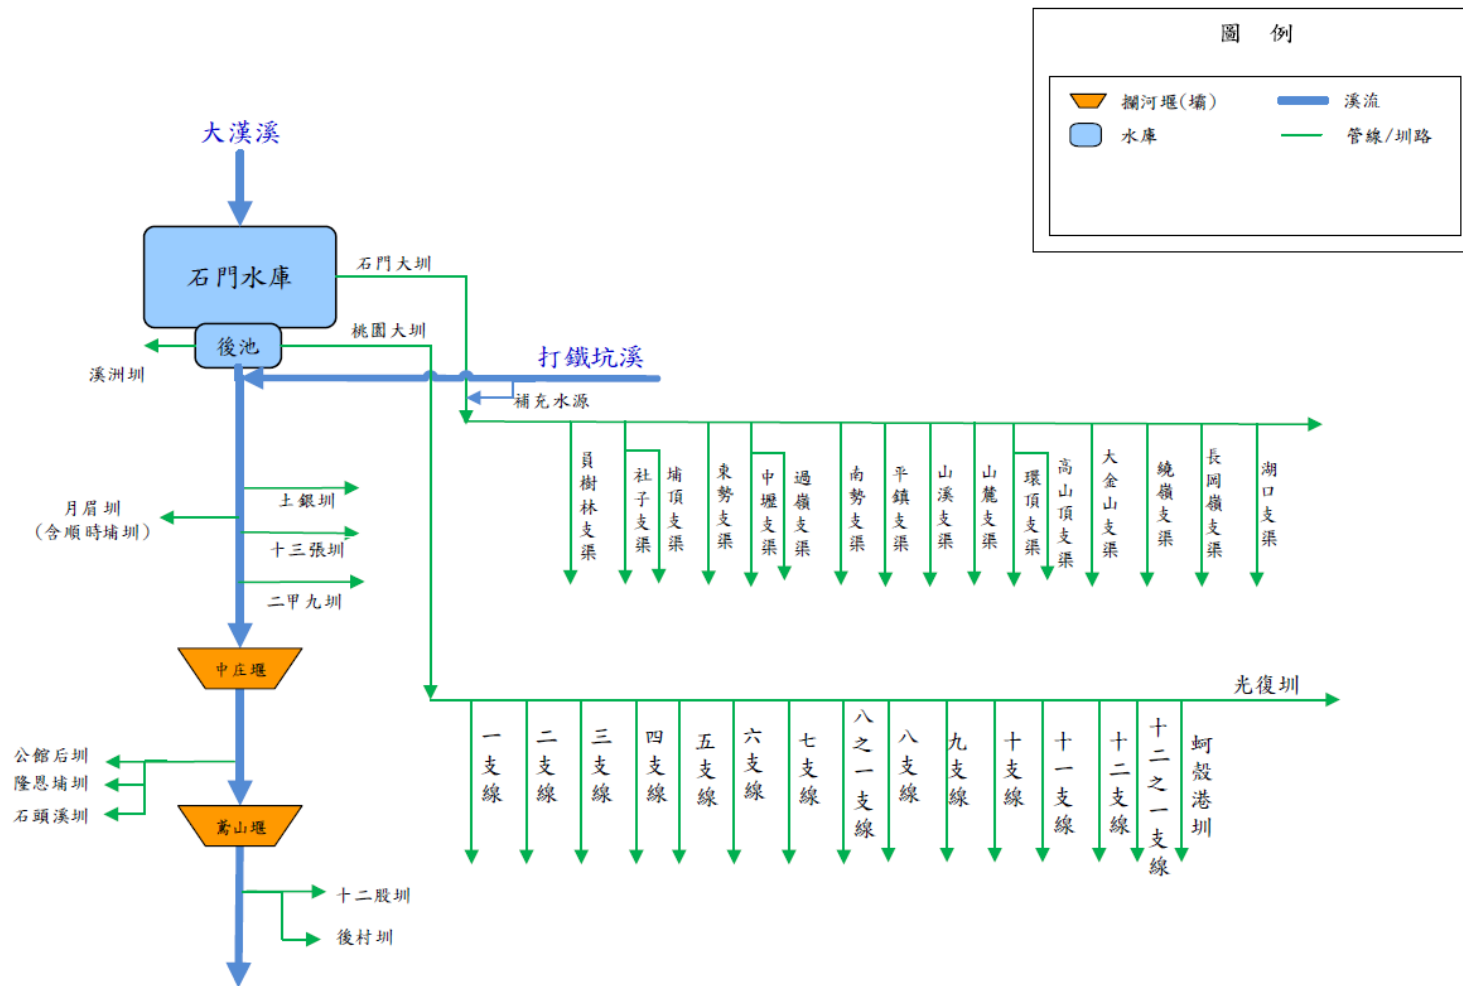 圖 例
攔河堰(壩)
溪流
水庫
管線/圳路
大漢溪
石門水庫
石門大圳
後池
桃園大圳
溪洲圳
打鐵坑溪
補充水源
員樹林支渠
社子支渠
埔頂支渠
東勢支渠
中壢支渠
過嶺支渠
南勢支渠
平鎮支渠
山溪支渠
山麓支渠
環頂支渠
高山頂支渠
大金山支渠
繞嶺支渠
長岡嶺支渠
湖口支渠
土銀圳
月眉圳
(含順時埔圳)
十三張圳
二甲九圳
中庄堰
光復圳
一支線
二支線
三支線
四支線
五支線
六支線
七支線
八之一支線
八支線
九支線
十支線
十一支線
十二支線
十二之一支線
蚵殼港圳
公館后圳
隆恩埔圳
石頭溪圳
鳶山堰
十二股圳
後村圳